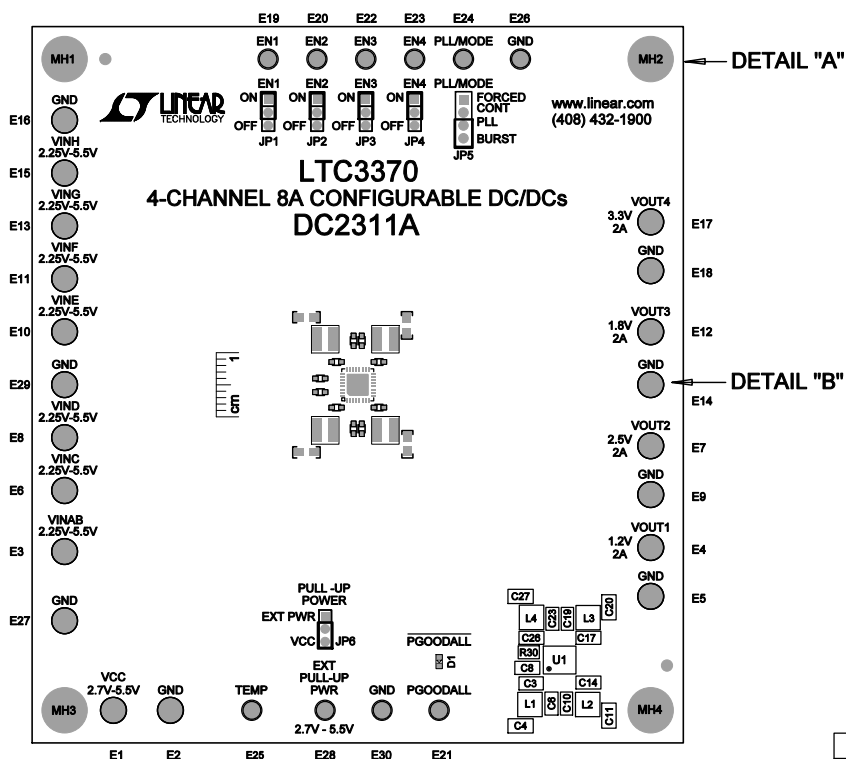 E19 E20 E22 E23 E24 E26
MH1 EN1 EN2 EN3 EN4 PLL/MODE GND MH2
DETAIL "A"
EN1 EN2 EN3 EN4 PLL/MODE
ON ON ON ON FORCED
CONT
PLL
OFF OFF OFF OFF BURST
JP1 JP2 JP3 JP4 JP5
LINEAR
TECHNOLOGY
www.linear.com
(408) 432-1900
LTC3370
4-CHANNEL 8A CONFIGURABLE DC/DCs
DC2311A
GND
E16
VINH
2.25V-5.5V
E15
VING
2.25V-5.5V
E13
VINF
2.25V-5.5V
E11
VINE
2.25V-5.5V
E10
GND
E29
VIND
2.25V-5.5V
E8
VINC
2.25V-5.5V
E6
VINAB
2.25V-5.5V
E3
GND
E27
1
cm
VOUT4
3.3V
2A
E17
GND
E18
VOUT3
1.8V
2A
E12
GND
DETAIL "B"
E14
VOUT2
2.5V
2A
E7
GND
E9
VOUT1
1.2V
2A
E4
GND
E5
PULL -UP
POWER
EXT PWR
VCC JP6
PGOODALL
D1
C27 C20
L4 C23 C19 L3
C26 C17
R30
C8 U1
C3 C14
L1 C6 C10 L2
C4 C11
MH3
VCC
2.7V-5.5V
GND
TEMP
EXT
PULL-UP
PWR
2.7V - 5.5V
GND
PGOODALL
MH4
E1 E2 E25 E28 E30 E21